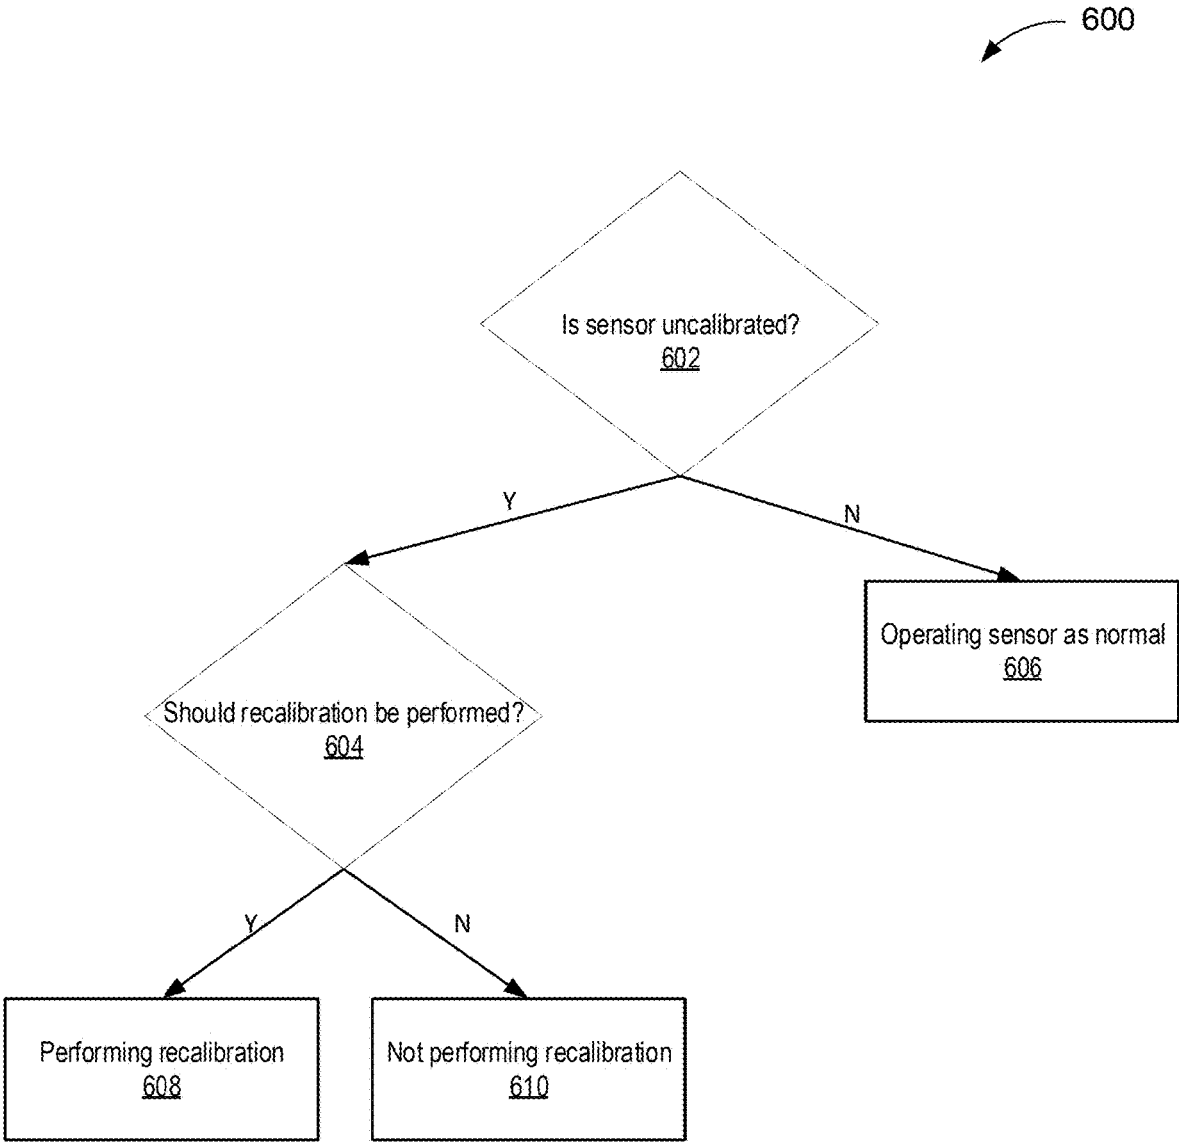 600
Is sensor uncalibrated?
602
Y
N
Operating sensor as normal
606
Should recalibration be performed?
604
Y
N
Performing recalibration
608
Not performing recalibration
610